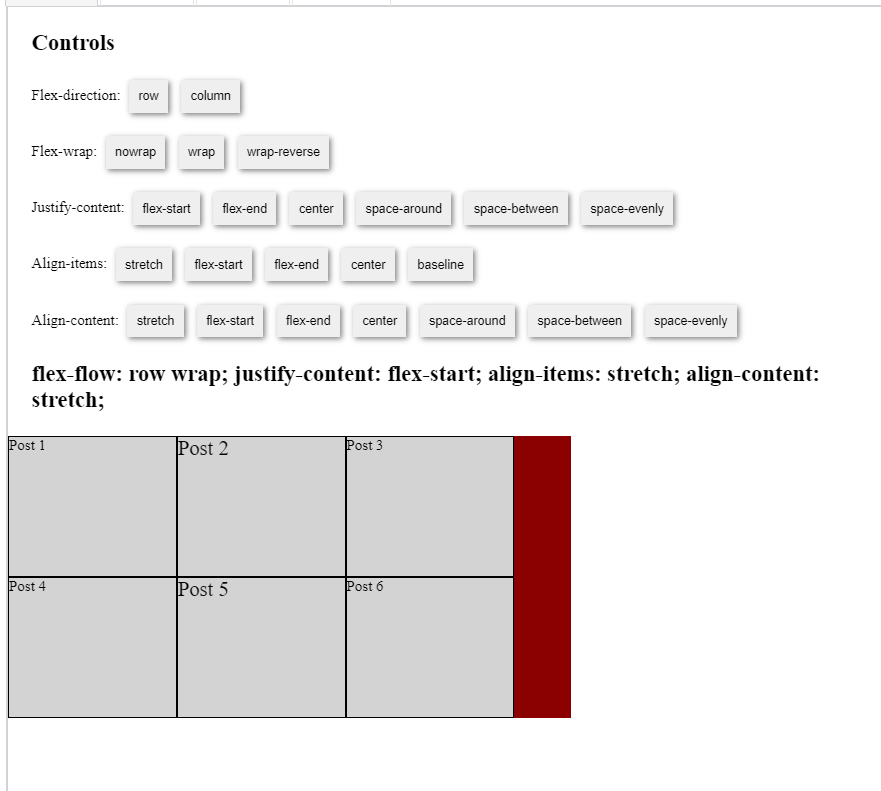 Controls
Flex-direction: row column
Flex-wrap: nowrap wrap wrap-reverse
Justify-content: flex-start flex-end center space-around space-between space-evenly
Align-items: stretch flex-start flex-end center baseline
Align-content: stretch flex-start flex-end center space-around space-between space-evenly
flex-flow: row wrap; justify-content: flex-start; align-items: stretch; align-content:
stretch;
Post 1 Post 2 Post 3
Post 4 Post 5 Post 6